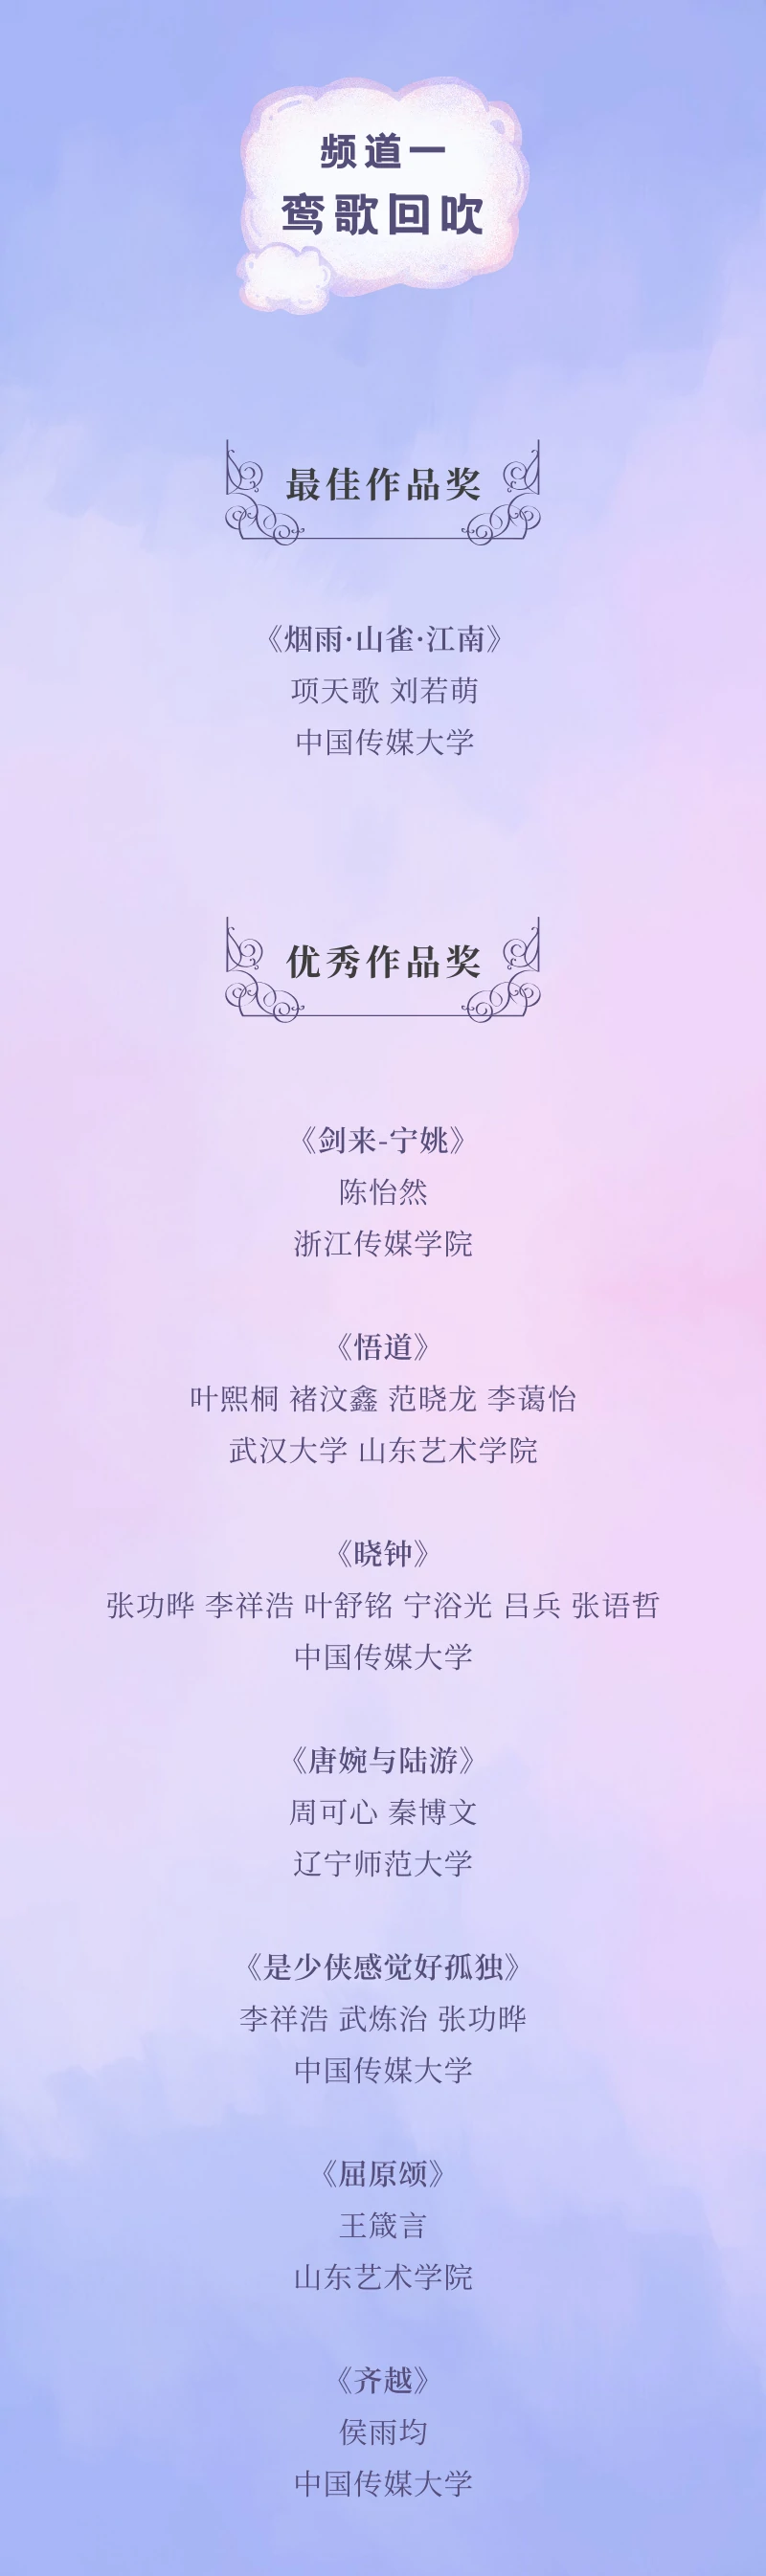 频道一
鸾歌回吹
最佳作品奖
《烟雨·山雀·江南》
项天歌 刘若萌
中国传媒大学
优秀作品奖
《剑来-宁姚》
陈怡然
浙江传媒学院
《悟道》
叶熙桐 褚汶鑫 范晓龙 李蔼怡
武汉大学 山东艺术学院
《晓钟》
张功晔 李祥浩 叶舒铭 宁浴光 吕兵 张语哲
中国传媒大学
《唐婉与陆游》
周可心 秦博文
辽宁师范大学
《是少侠感觉好孤独》
李祥浩 武炼治 张功晔
中国传媒大学
《屈原颂》
王箴言
山东艺术学院
《齐越》
侯雨均
中国传媒大学